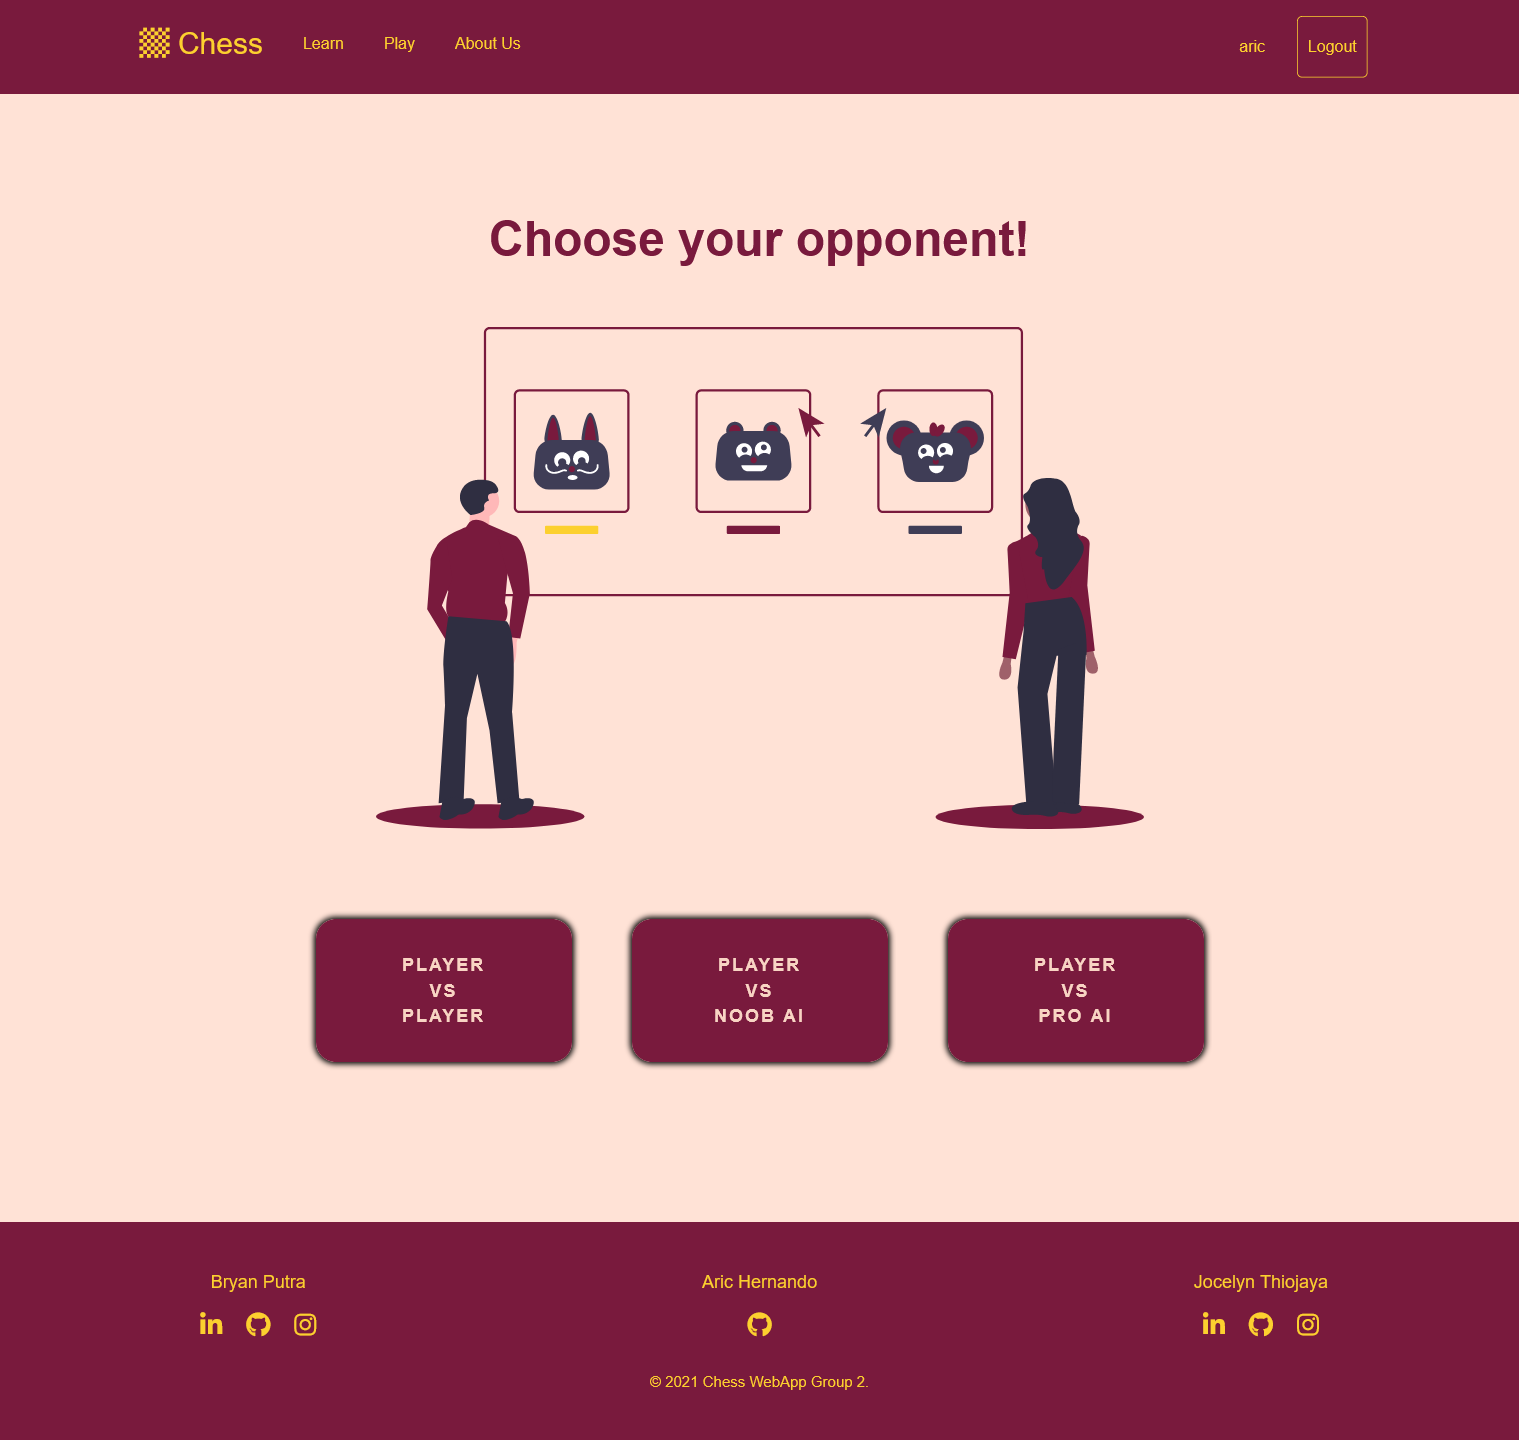 Chess
Learn
Play
About Us
aric
Logout
Choose your opponent!
PLAYER
VS
PLAYER
PLAYER
VS
NOOB AI
PLAYER
VS
PRO AI
Bryan Putra
Aric Hernando
Jocelyn Thiojaya
© 2021 Chess WebApp Group 2.